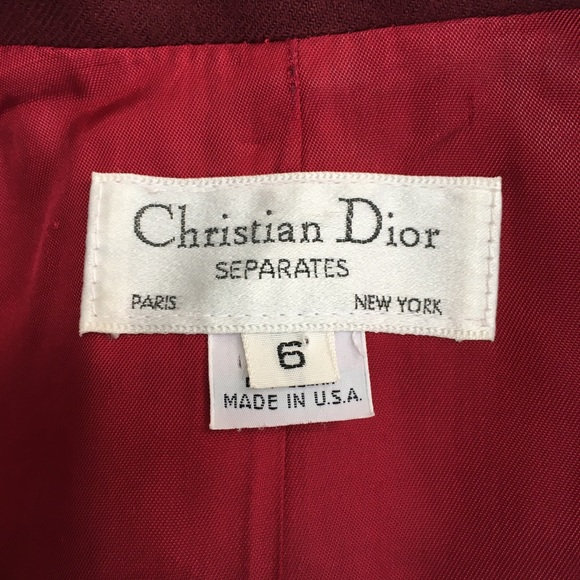 Christian Dior
SEPARATES
PARIS NEW YORK
6
MADE IN U.S.A.